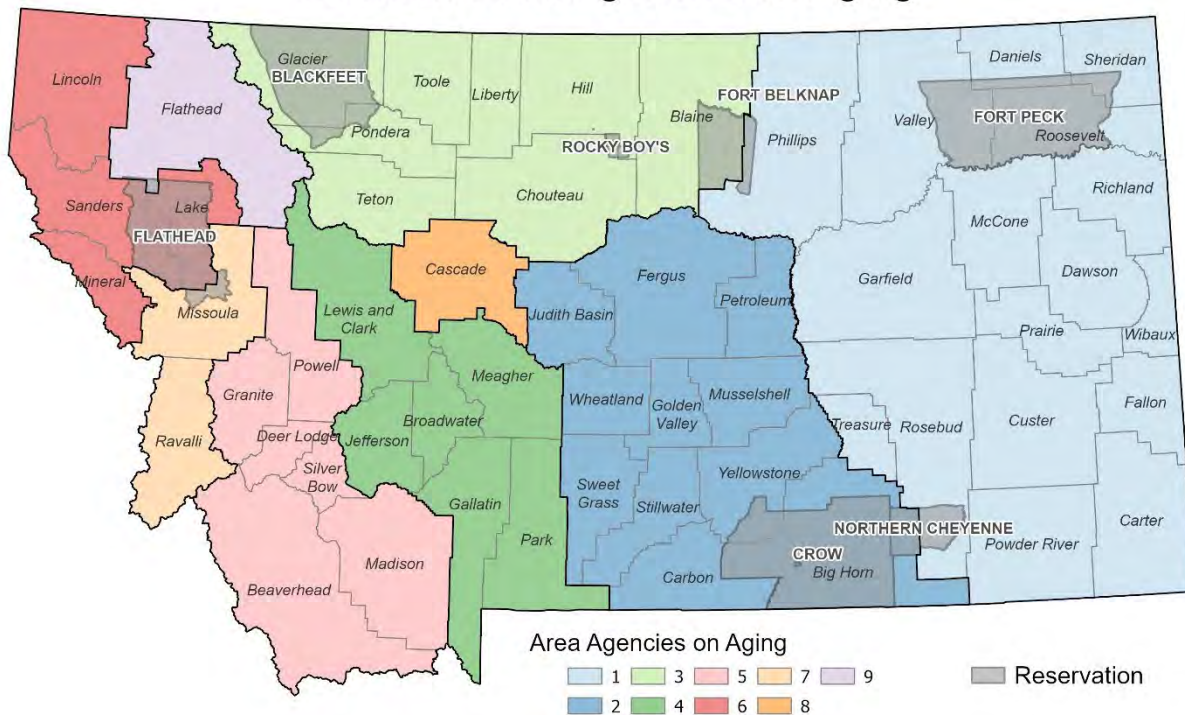 Lincoln
Flathead
Glacier
BLACKFEET
Toole
Liberty
Hill
Pondera
Blaine
FORT BELKNAP
Phillips
Valley
Daniels
Sheridan
FORT PECK
Roosevelt
ROCKY BOY'S
Teton
Chouteau
Richland
Sanders
Lake
FLATHEAD
Mineral
Missoula
McCone
Garfield
Dawson
Cascade
Fergus
Petroleum
Judith Basin
Lewis and
Clark
Prairie
Wibaux
Powell
Granite
Meagher
Wheatland
Golden
Valley
Musselshell
Custer
Fallon
Ravalli
Deer Lodge
Silver
Bow
Jefferson
Broadwater
Treasure
Rosebud
Yellowstone
Sweet
Grass
Stillwater
Gallatin
Park
NORTHERN CHEYENNE
Powder River
Carter
CROW
Big Horn
Carbon
Madison
Beaverhead
Area Agencies on Aging
1 3 5 7 9
2 4 6 8
Reservation